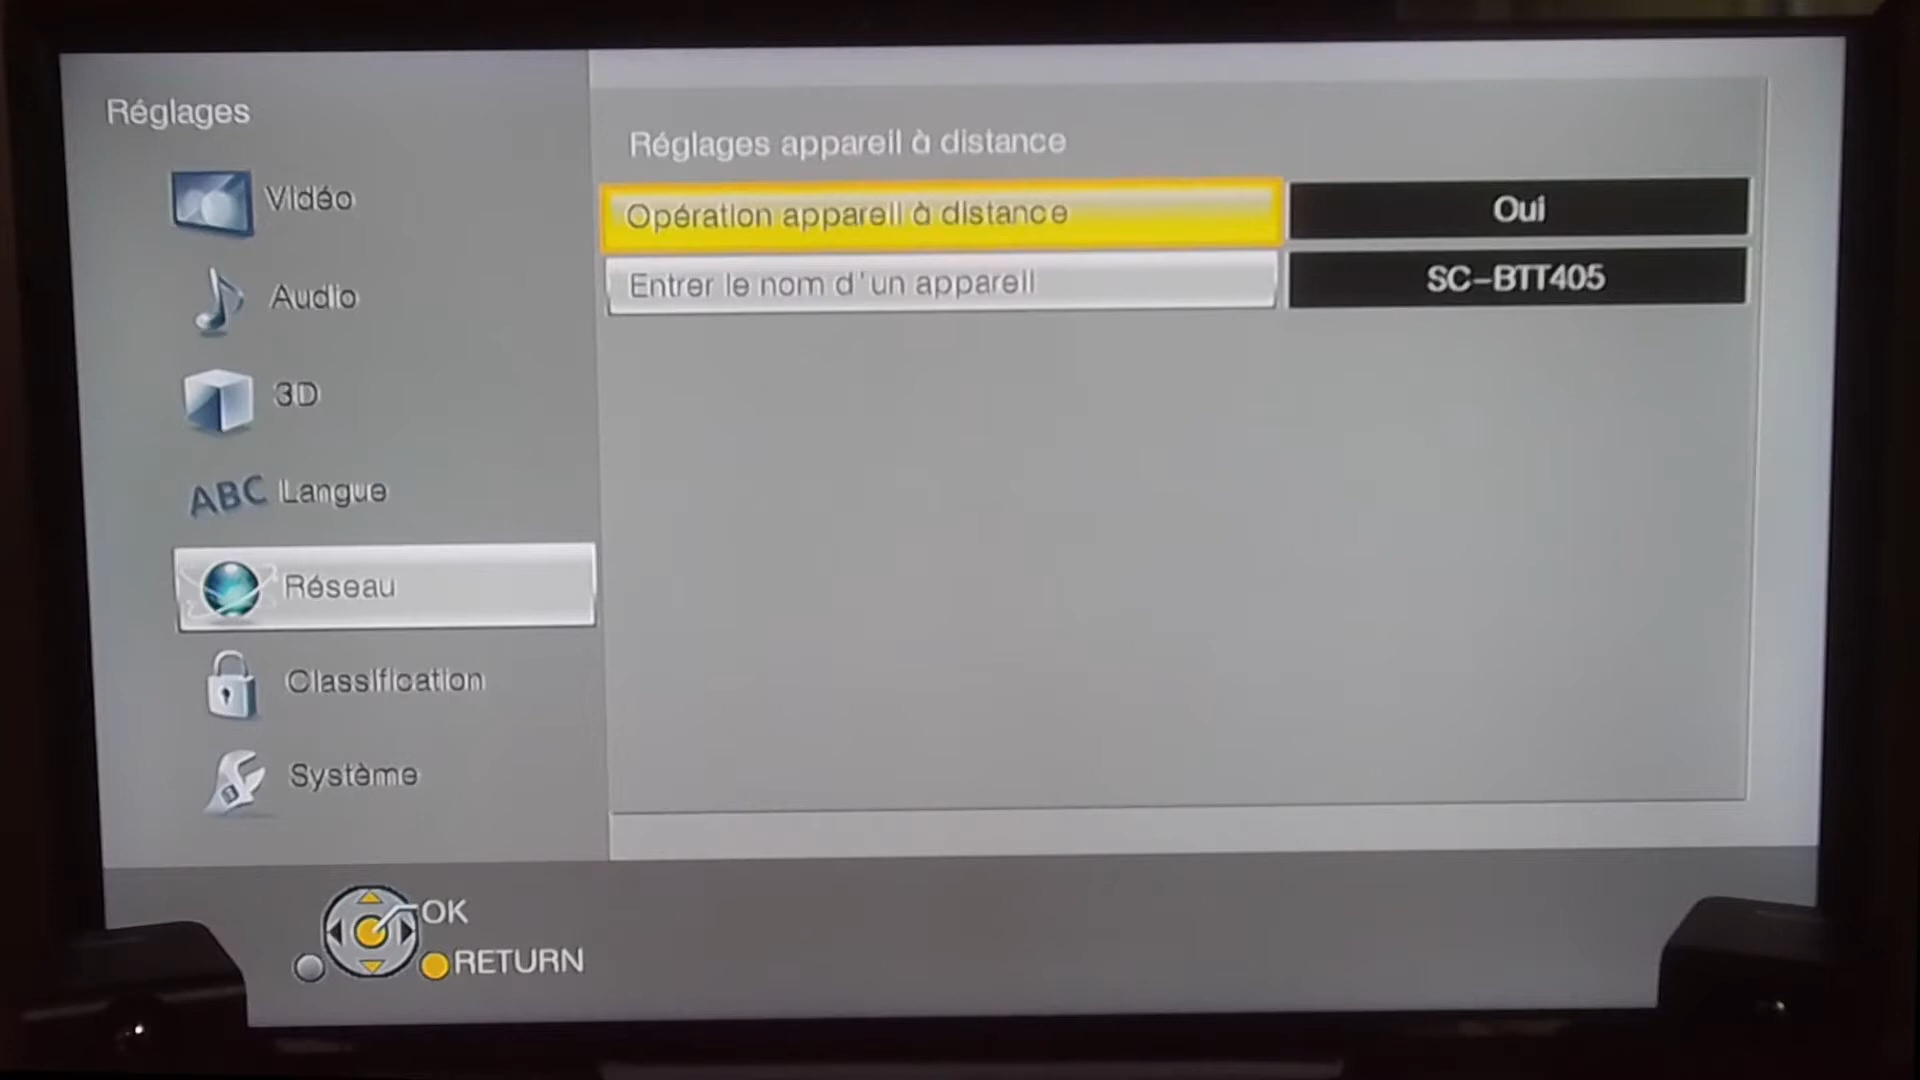 Réglages
Vidéo
Audio
3D
ABC Langue
Réseau
Classification
Système
Réglages appareil à distance
Opération appareil à distance
Oui
Entrer le nom d'un appareil
SC-BTT405
OK
RETURN